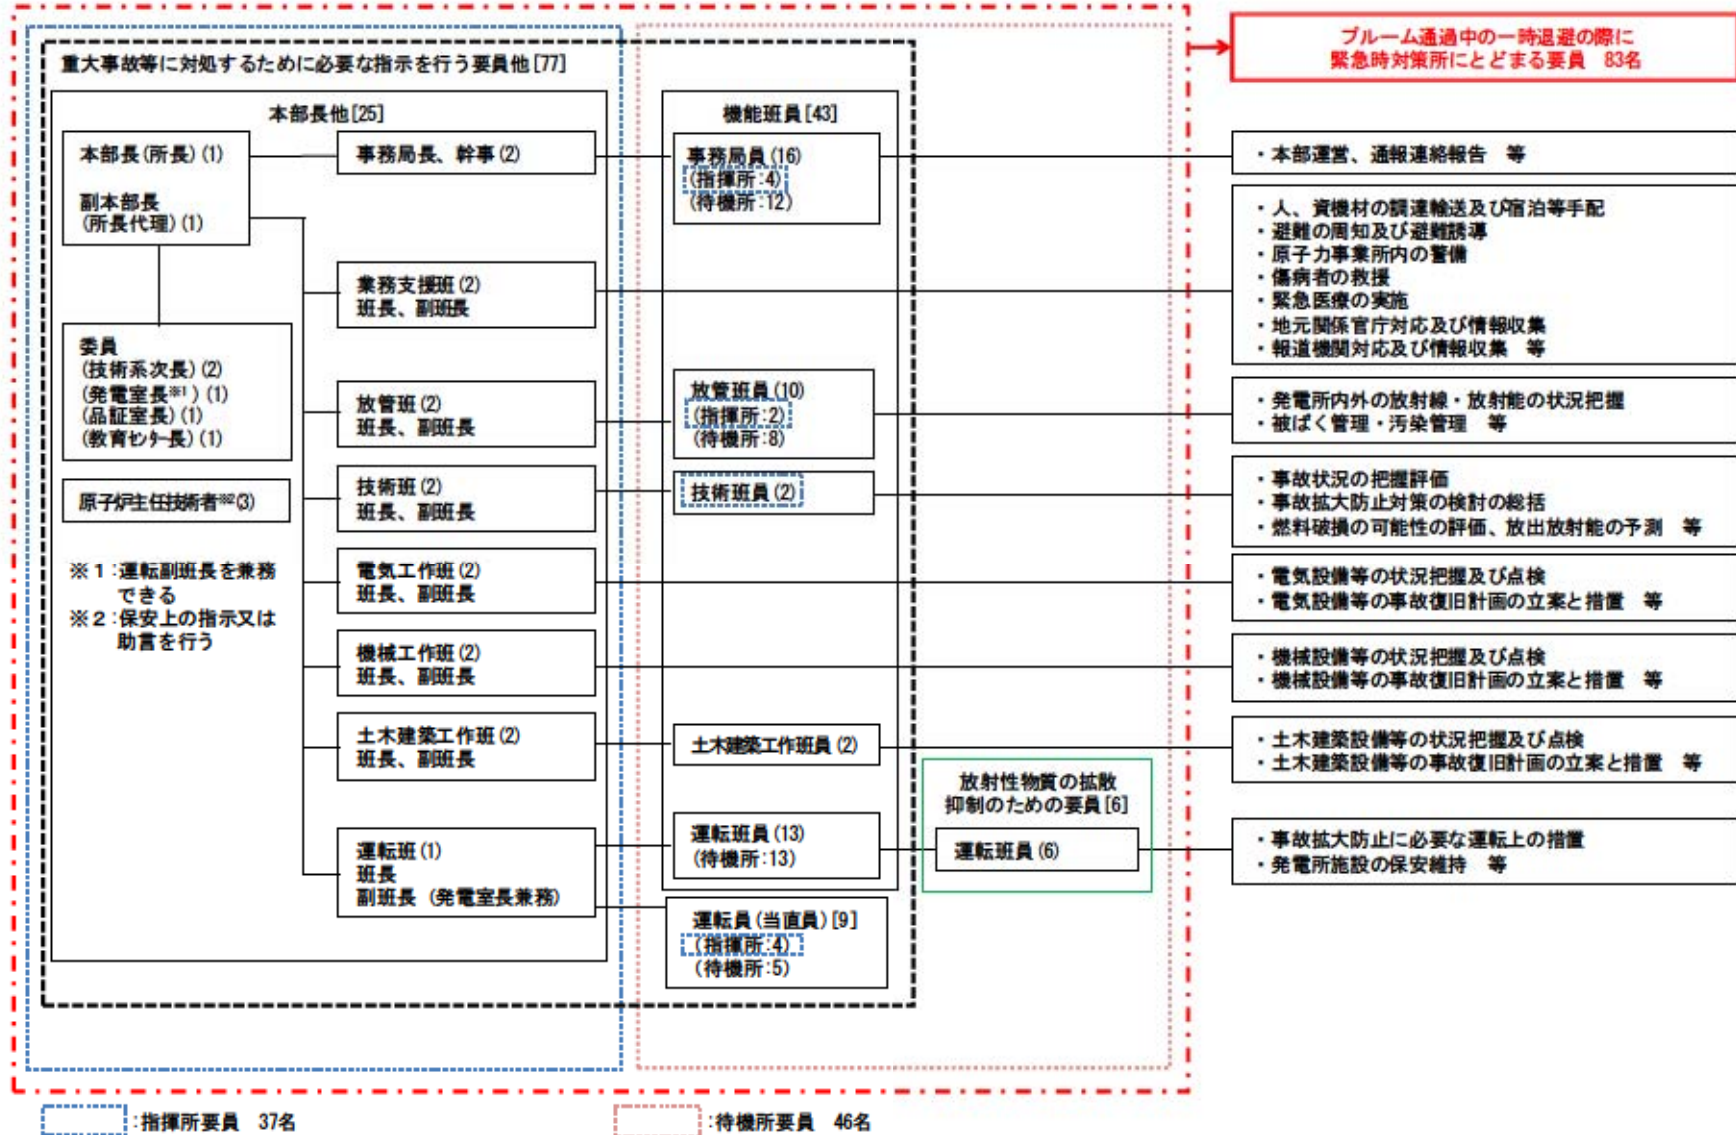 プルーム通過中の一時退避の際に
緊急時対策所にとどまる要員 83名
重大事故等に対処するために必要な指示を行う要員他[77]
本部長他[25]
本部長(所長)(1)
副本部長
(所長代理)(1)
委員
(技術系次長)(2)
(発電室長※1)(1)
(品証室長)(1)
(教育センター長)(1)
原子炉主任技術者※2(3)
※1:運転副班長を兼務
できる
※2:保安上の指示又は
助言を行う
事務局長、幹事(2)
業務支援班(2)
班長、副班長
放管班(2)
班長、副班長
技術班(2)
班長、副班長
電気工作班(2)
班長、副班長
機械工作班(2)
班長、副班長
土木建築工作班(2)
班長、副班長
運転班(1)
班長
副班長(発電室長兼務)
機能班員[43]
事務局員(16)
(指揮所:4)
(待機所:12)
放管班員(10)
(指揮所:2)
(待機所:8)
技術班員(2)
土木建築工作班員(2)
運転班員(13)
(待機所:13)
運転員(当直員)[9]
(指揮所:4)
(待機所:5)
放射性物質の拡散
抑制のための要員[6]
運転班員(6)
・本部運営、通報連絡報告 等
・人、資機材の調達輸送及び宿泊等手配
・避難の周知及び避難誘導
・原子力事業所内の警備
・傷病者の救援
・緊急医療の実施
・地元関係官庁対応及び情報収集
・報道機関対応及び情報収集 等
・発電所内外の放射線・放射能の状況把握
・被ばく管理・汚染管理 等
・事故状況の把握評価
・事故拡大防止対策の検討の総括
・燃料破損の可能性の評価、放出放射能の予測 等
・電気設備等の状況把握及び点検
・電気設備等の事故復旧計画の立案と措置 等
・機械設備等の状況把握及び点検
・機械設備等の事故復旧計画の立案と措置 等
・土木建築設備等の状況把握及び点検
・土木建築設備等の事故復旧計画の立案と措置 等
・事故拡大防止に必要な運転上の措置
・発電所施設の保安維持 等
:指揮所要員 37名
:待機所要員 46名